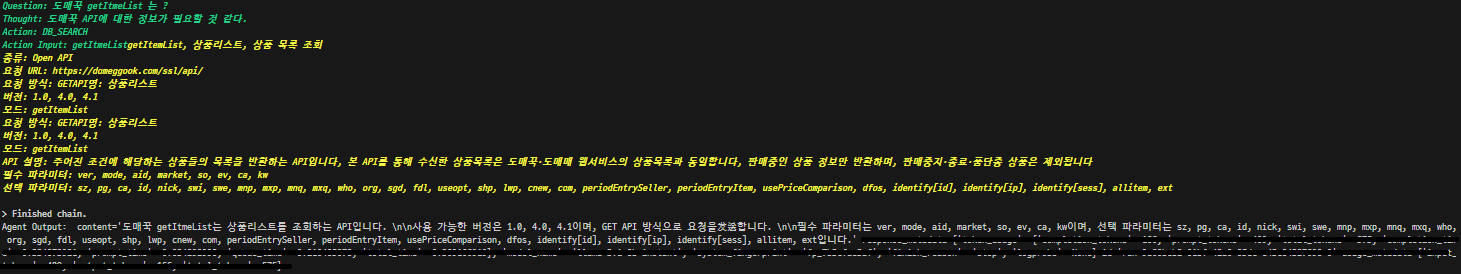 Question: 도매꾹 getItmeList 는 ?
Thought: 도매꾹 API에 대한 정보가 필요할 것 같다.
Action: DB_SEARCH
Action Input: getItmeListgetItemList, 상품리스트, 상품 목록 조회
종류: Open API
요청 URL: https://domeggook.com/ssl/api/
요청 방식: GETAPI명: 상품리스트
버전: 1.0, 4.0, 4.1
모드: getItemList
요청 방식: GETAPI명: 상품리스트
버전: 1.0, 4.0, 4.1
모드: getItemList
API 설명: 주어진 조건에 해당하는 상품들의 목록을 반환하는 API입니다, 본 API를 통해 수신한 상품목록은 도매꾹·도매매 웹서비스의 상품목록과 동일합니다, 판매중인 상품 정보만 반환하며, 판매중지·종료·품단종 상품은 제외됩니다
필수 파라미터: ver, mode, aid, market, so, ev, ca, kw
선택 파라미터: sz, pg, ca, id, nick, swi, swe, mnp, mxp, mnq, mxq, who, org, sgd, fdl, useopt, shp, lwp, cnew, com, periodEntrySeller, periodEntryItem, usePriceComparison, dfos, identify[id], identify[ip], identify[sess], allitem, ext
> Finished chain.
Agent Output: content='도매꾹 getItmeList는 상품리스트를 조회하는 API입니다. \n\n사용 가능한 버전은 1.0, 4.0, 4.1이며, GET API 방식으로 요청을发送합니다. \n\n필수 파라미터는 ver, mode, aid, market, so, ev, ca, kw이며, 선택 파라미터는 sz, pg, ca, id, nick, swi, swe, mnp, mxp, mnq, mxq, who,
org, sgd, fdl, useopt, shp, lwp, cnew, com, periodEntrySeller, periodEntryItem, usePriceComparison, dfos, identify[id], identify[ip], identify[sess], allitem, ext입니다.'